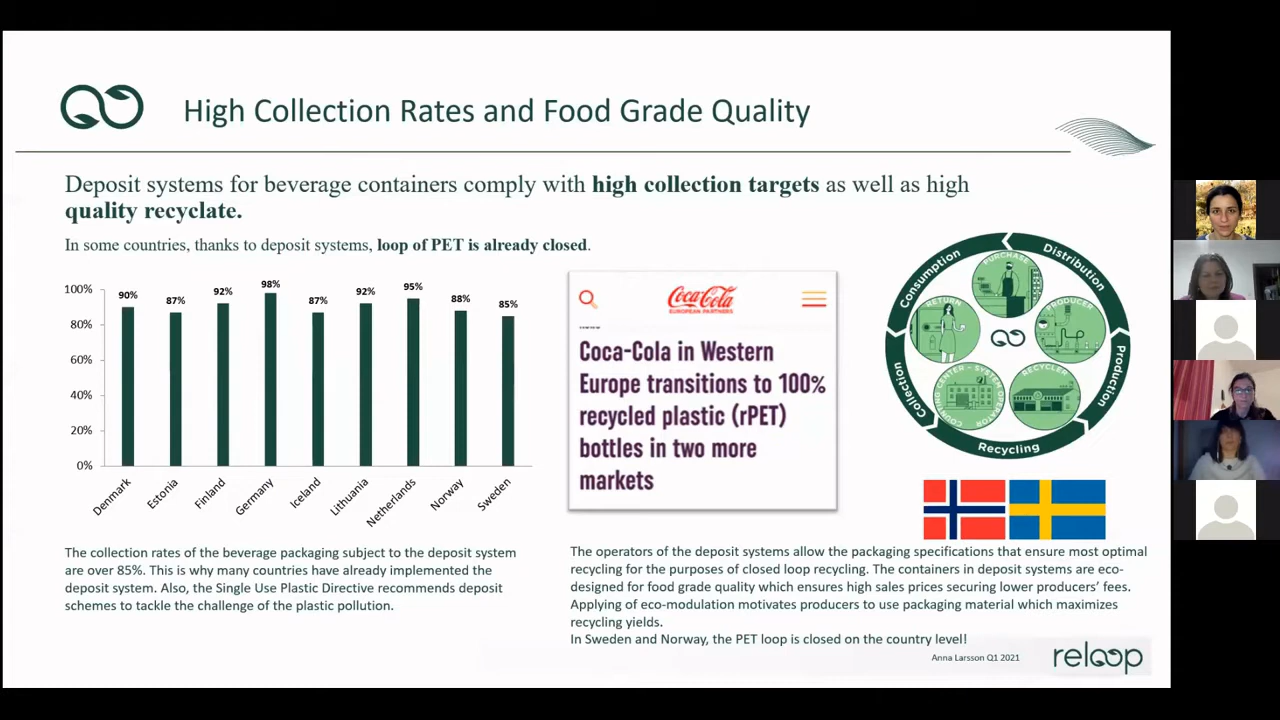 High Collection Rates and Food Grade Quality
Deposit systems for beverage containers comply with high collection targets as well as high
quality recyclate.
In some countries, thanks to deposit systems, loop of PET is already closed.
100%
80%
60%
40%
20%
0%
90%
87%
92%
98%
87%
92%
95%
88%
85%
Denmark
Estonia
Finland
Germany
Iceland
Lithuania
Netherlands
Norway
Sweden
Coca-Cola
EUROPEAN PARTNERS
Coca-Cola in Western
Europe transitions to 100%
recycled plastic (rPET)
bottles in two more
markets
Consumption
Distribution
Production
Recycling
Collection
PURCHASE
PRODUCER
RECYCLER
COUNTING CENTER - SYSTEM OPERATOR
RETURN
The collection rates of the beverage packaging subject to the deposit system
are over 85%. This is why many countries have already implemented the
deposit system. Also, the Single Use Plastic Directive recommends deposit
schemes to tackle the challenge of the plastic pollution.
The operators of the deposit systems allow the packaging specifications that ensure most optimal
recycling for the purposes of closed loop recycling. The containers in deposit systems are eco-
designed for food grade quality which ensures high sales prices securing lower producers' fees.
Applying of eco-modulation motivates producers to use packaging material which maximizes
recycling yields.
In Sweden and Norway, the PET loop is closed on the country level!
Anna Larsson Q1 2021
reloop